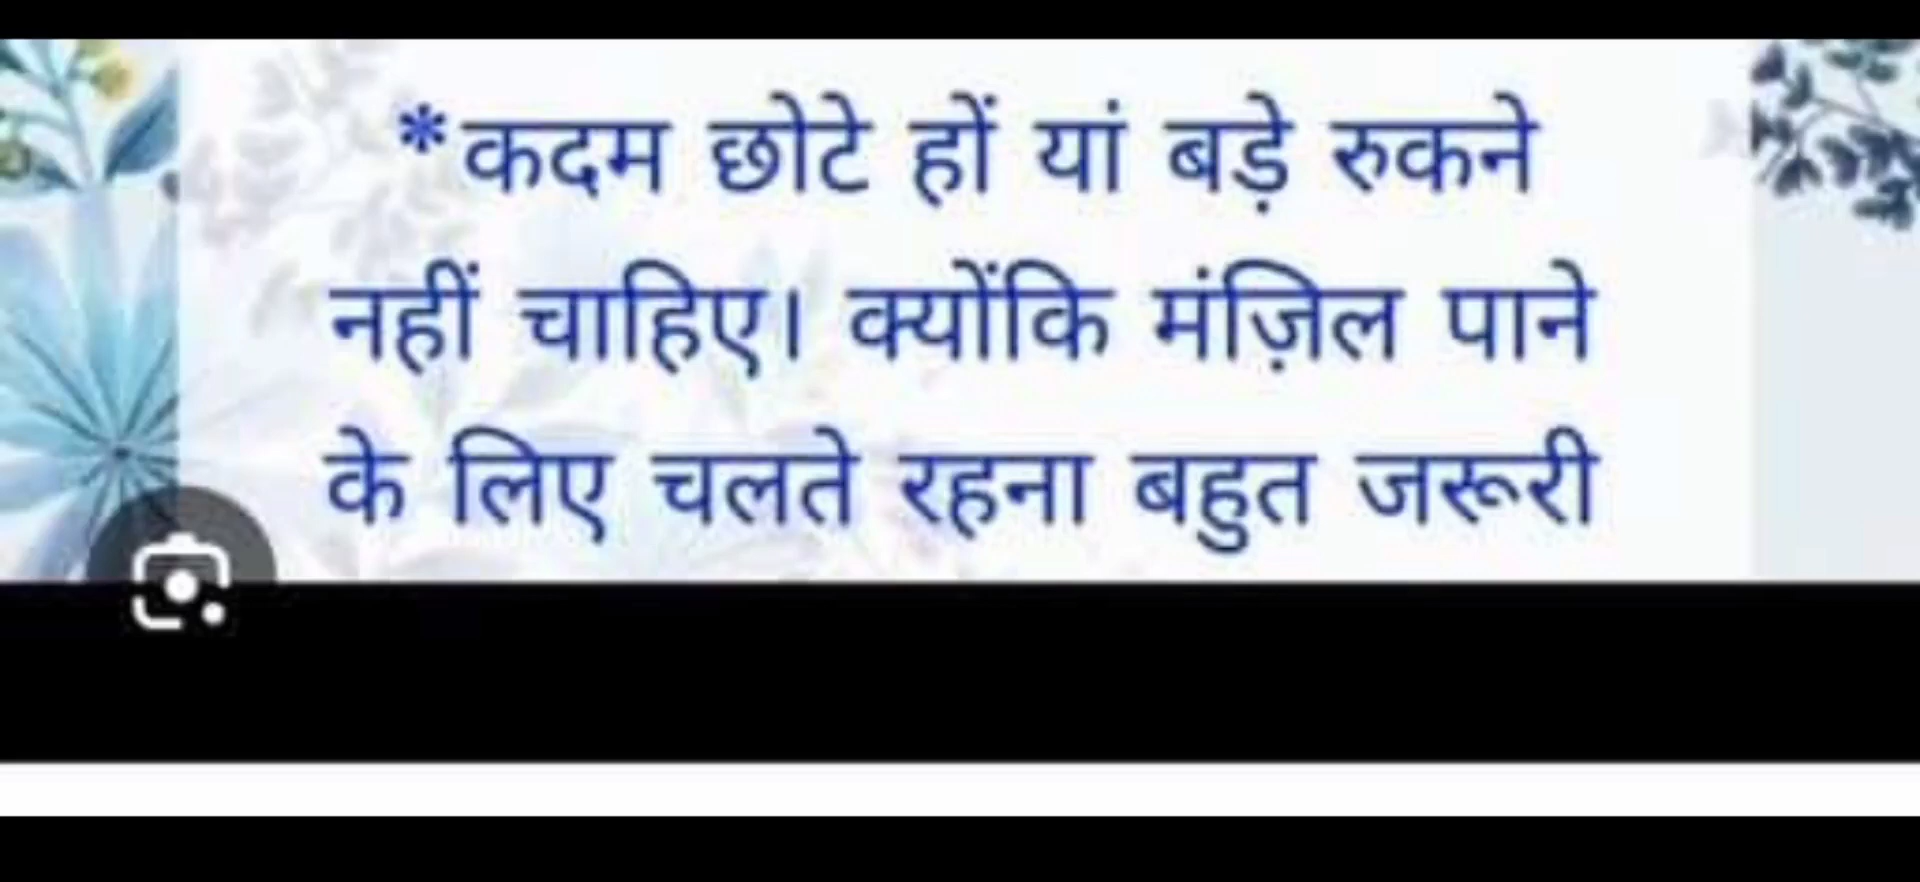 *कदम छोटे हों यां बड़े रुकने
नहीं चाहिए। क्योंकि मंज़िल पाने
के लिए चलते रहना बहुत जरूरी